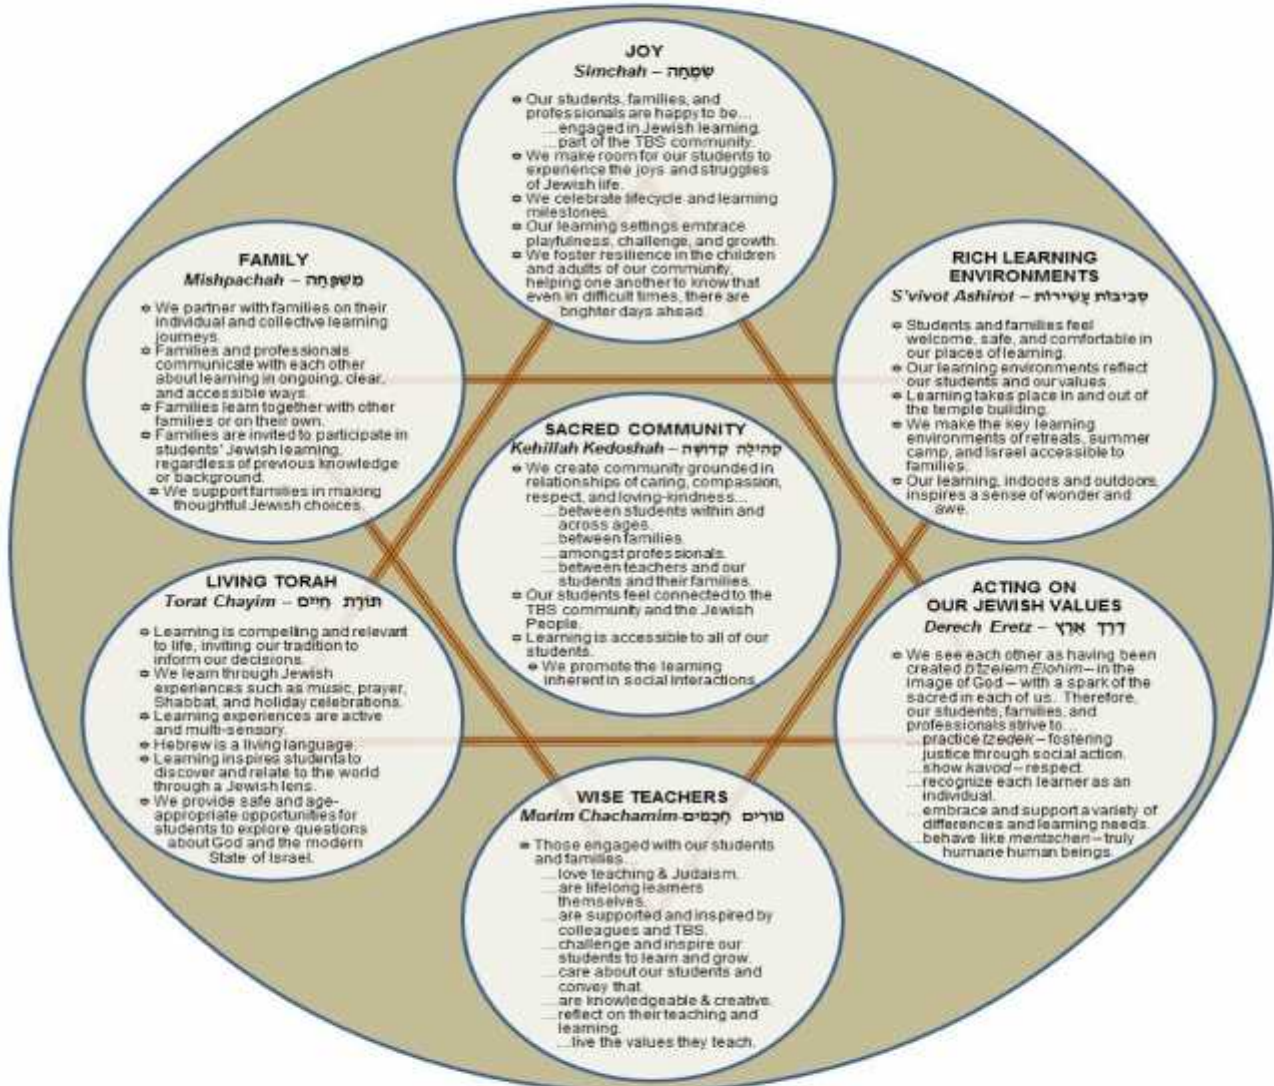 JOY
Simchah – שִׂמְחָה
Our students, families, and
professionals are happy to be...
...engaged in Jewish learning.
...part of the TBS community.
We make room for our students to
experience the joys and struggles
of Jewish life.
We celebrate lifecycle and learning
milestones.
Our learning settings embrace
playfulness, challenge, and growth.
We foster resilience in the children
and adults of our community,
helping one another to know that
even in difficult times, there are
brighter days ahead.
FAMILY
Mishpachah – מִשְׁפָּחָה
We partner with families on their
individual and collective learning
journeys.
Families and professionals
communicate with each other
about learning in ongoing, clear,
and accessible ways.
Families learn together with other
families or on their own.
Families are invited to participate in
students' Jewish learning,
regardless of previous knowledge
or background.
We support families in making
thoughtful Jewish choices.
RICH LEARNING
ENVIRONMENTS
S'vivot Ashirot – סְבִיבוֹת עֲשִׁירוֹת
Students and families feel
welcome, safe, and comfortable in
our places of learning.
Our learning environments reflect
our students and our values.
Learning takes place in and out of
the temple building.
We make the key learning
environments of retreats, summer
camp, and Israel accessible to
families.
Our learning, indoors and outdoors,
inspires a sense of wonder and
awe.
SACRED COMMUNITY
Kehillah Kedoshah – קְהִילָּה קְדוֹשָׁה
We create community grounded in
relationships of caring, compassion,
respect, and loving-kindness...
...between students within and
across ages.
...between families.
...amongst professionals.
...between teachers and our
students and their families.
Our students feel connected to the
TBS community and the Jewish
People.
Learning is accessible to all of our
students.
We promote the learning
inherent in social interactions.
LIVING TORAH
Torat Chayim – תּוֹרַת חַיִּים
Learning is compelling and relevant
to life, inviting our tradition to
inform our decisions.
We learn through Jewish
experiences such as music, prayer,
Shabbat, and holiday celebrations.
Learning experiences are active
and multi-sensory.
Hebrew is a living language.
Learning inspires students to
discover and relate to the world
through a Jewish lens.
We provide safe and age-
appropriate opportunities for
students to explore questions
about God and the modern
State of Israel.
ACTING ON
OUR JEWISH VALUES
Derech Eretz – דֶּרֶךְ אֶרֶץ
We see each other as having been
created b'tzelem Elohim – in the
image of God – with a spark of the
sacred in each of us. Therefore,
our students, families, and
professionals strive to...
...practice tzedek – fostering
justice through social action.
...show kavod – respect.
...recognize each learner as an
individual.
...embrace and support a variety of
differences and learning needs.
...behave like mentschen – truly
humane human beings.
WISE TEACHERS
Morim Chachamim-מוֹרִים חֲכָמִים
Those engaged with our students
and families...
...love teaching & Judaism.
...are lifelong learners
themselves.
...are supported and inspired by
colleagues and TBS.
...challenge and inspire our
students to learn and grow.
...care about our students and
convey that.
...are knowledgeable & creative.
...reflect on their teaching and
learning.
...live the values they teach.